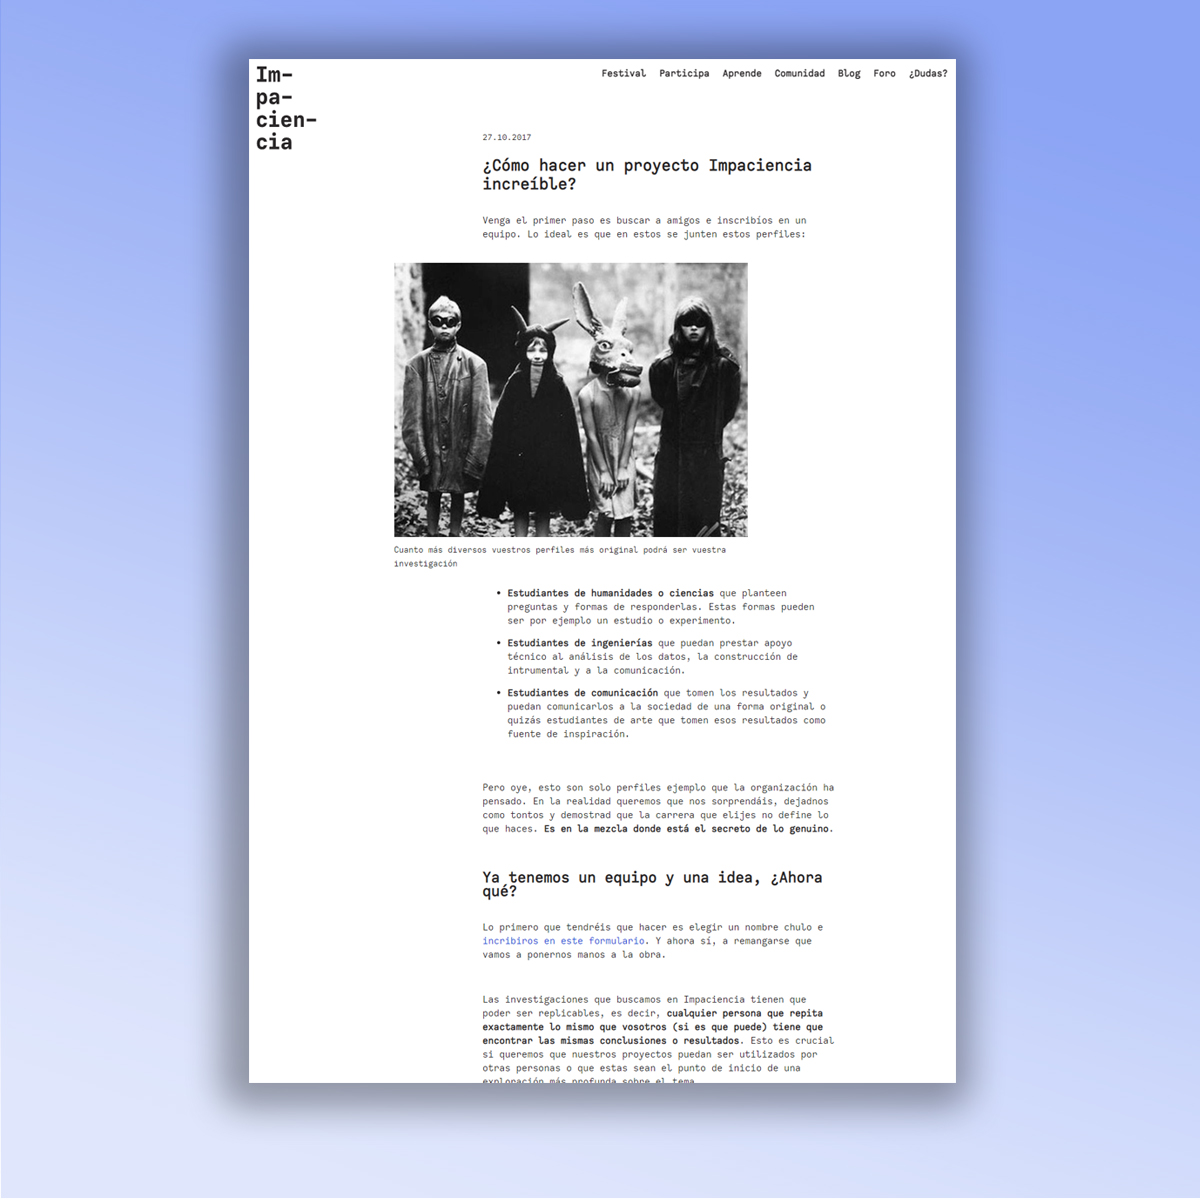 Im-
pa-
cien-
cia
Festival Participa Aprende Comunidad Blog Foro ¿Dudas?
27.10.2017
¿Cómo hacer un proyecto Impaciencia
increíble?
Venga el primer paso es buscar a amigos e inscribíos en un
equipo. Lo ideal es que en estos se junten estos perfiles:
Cuanto más diversos vuestros perfiles más original podrá ser vuestra
investigación
• Estudiantes de humanidades o ciencias que planteen
preguntas y formas de responderlas. Estas formas pueden
ser por ejemplo un estudio o experimento.
• Estudiantes de ingenierías que puedan prestar apoyo
técnico al análisis de los datos, la construcción de
intrumental y a la comunicación.
• Estudiantes de comunicación que tomen los resultados y
puedan comunicarlos a la sociedad de una forma original o
quizás estudiantes de arte que tomen esos resultados como
fuente de inspiración.
Pero oye, esto son solo perfiles ejemplo que la organización ha
pensado. En la realidad queremos que nos sorprendáis, dejadnos
como tontos y demostrad que la carrera que elijes no define lo
que haces. Es en la mezcla donde está el secreto de lo genuino.
Ya tenemos un equipo y una idea, ¿Ahora
qué?
Lo primero que tendréis que hacer es elegir un nombre chulo e
incribiros en este formulario. Y ahora sí, a remangarse que
vamos a ponernos manos a la obra.
Las investigaciones que buscamos en Impaciencia tienen que
poder ser replicables, es decir, cualquier persona que repita
exactamente lo mismo que vosotros (si es que puede) tiene que
encontrar las mismas conclusiones o resultados. Esto es crucial
si queremos que nuestros proyectos puedan ser utilizados por
otras personas o que estas sean el punto de inicio de una
exploración más profunda sobre el tema.